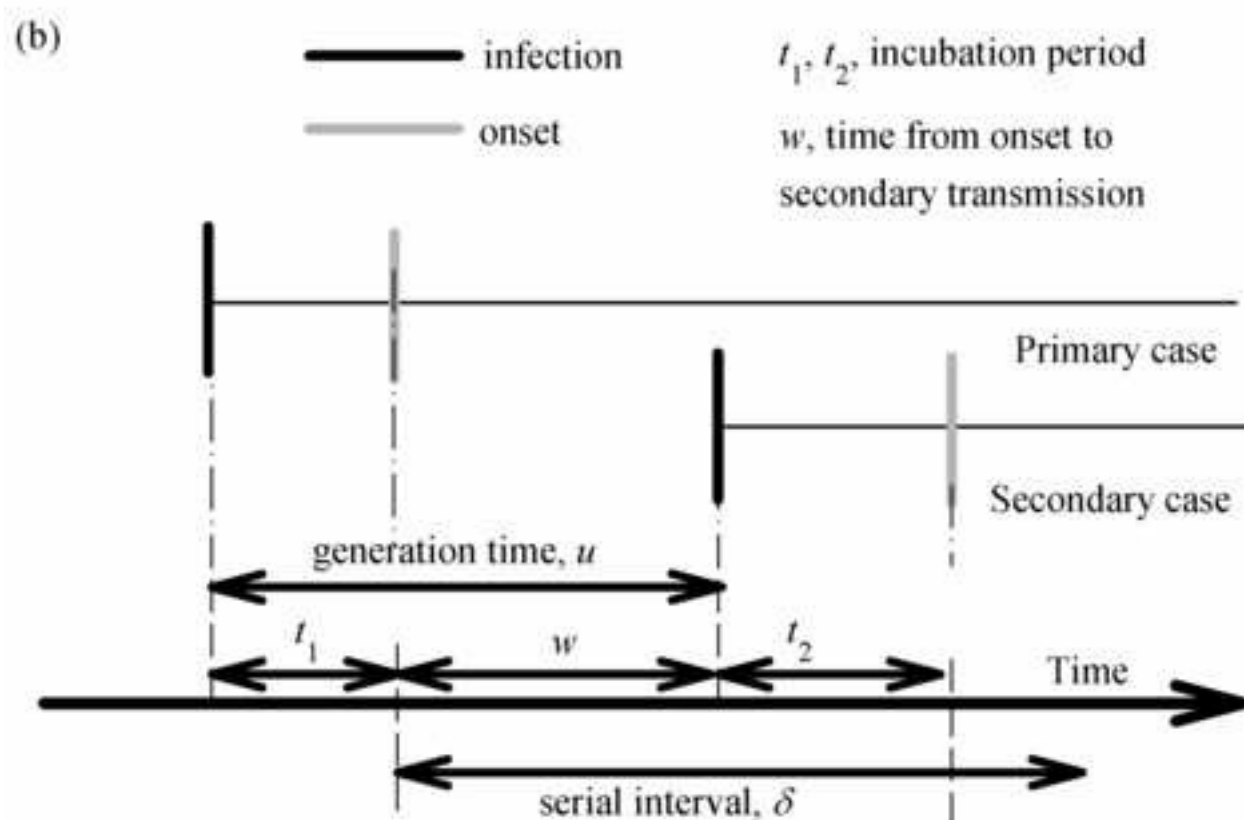 (b)
infection
onset
t₁, t₂, incubation period
w, time from onset to
secondary transmission
Primary case
Secondary case
generation time, u
t₁
w
t₂
Time
serial interval, δ